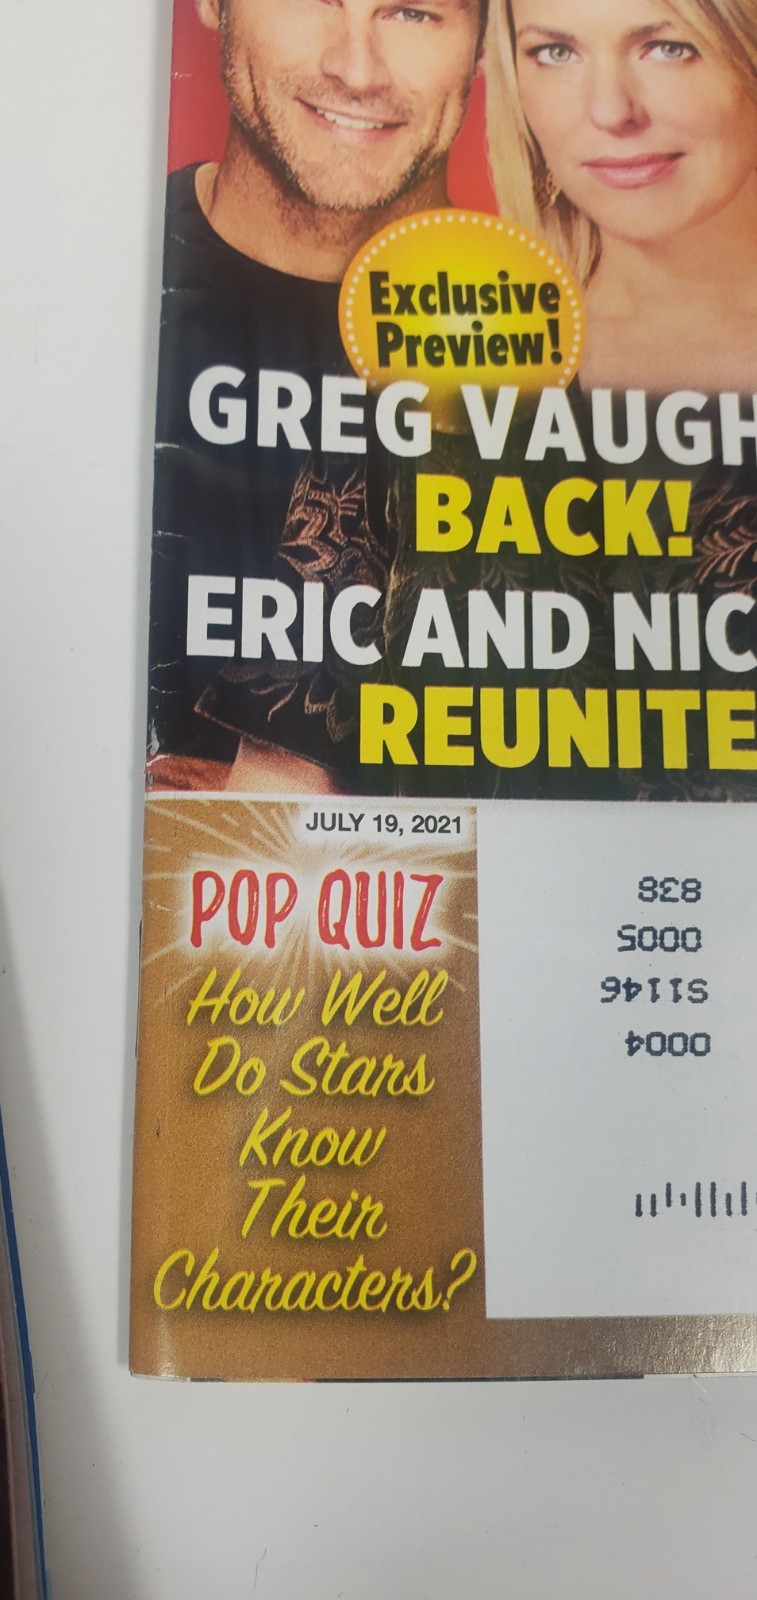 Exclusive
Preview!
GREG VAUGH
BACK!
ERIC AND NIC
REUNITE
JULY 19, 2021
POP QUIZ
How Well
Do Stars
Know
Their
Characters?
838
0005
S1146
0004